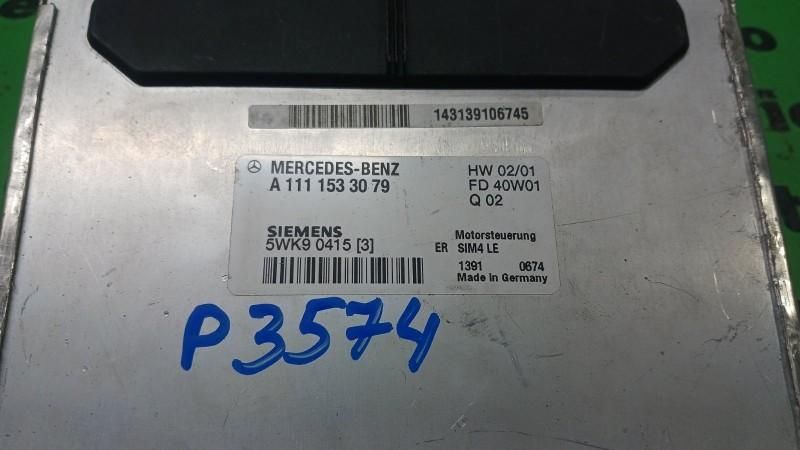 143139106745
MERCEDES-BENZ HW 02/01
A 111 153 30 79 FD 40W01
Q 02
SIEMENS Motorsteuerung
5WK9 0415 [3] ER SIM4 LE
1391 0674
Made in Germany
P3574